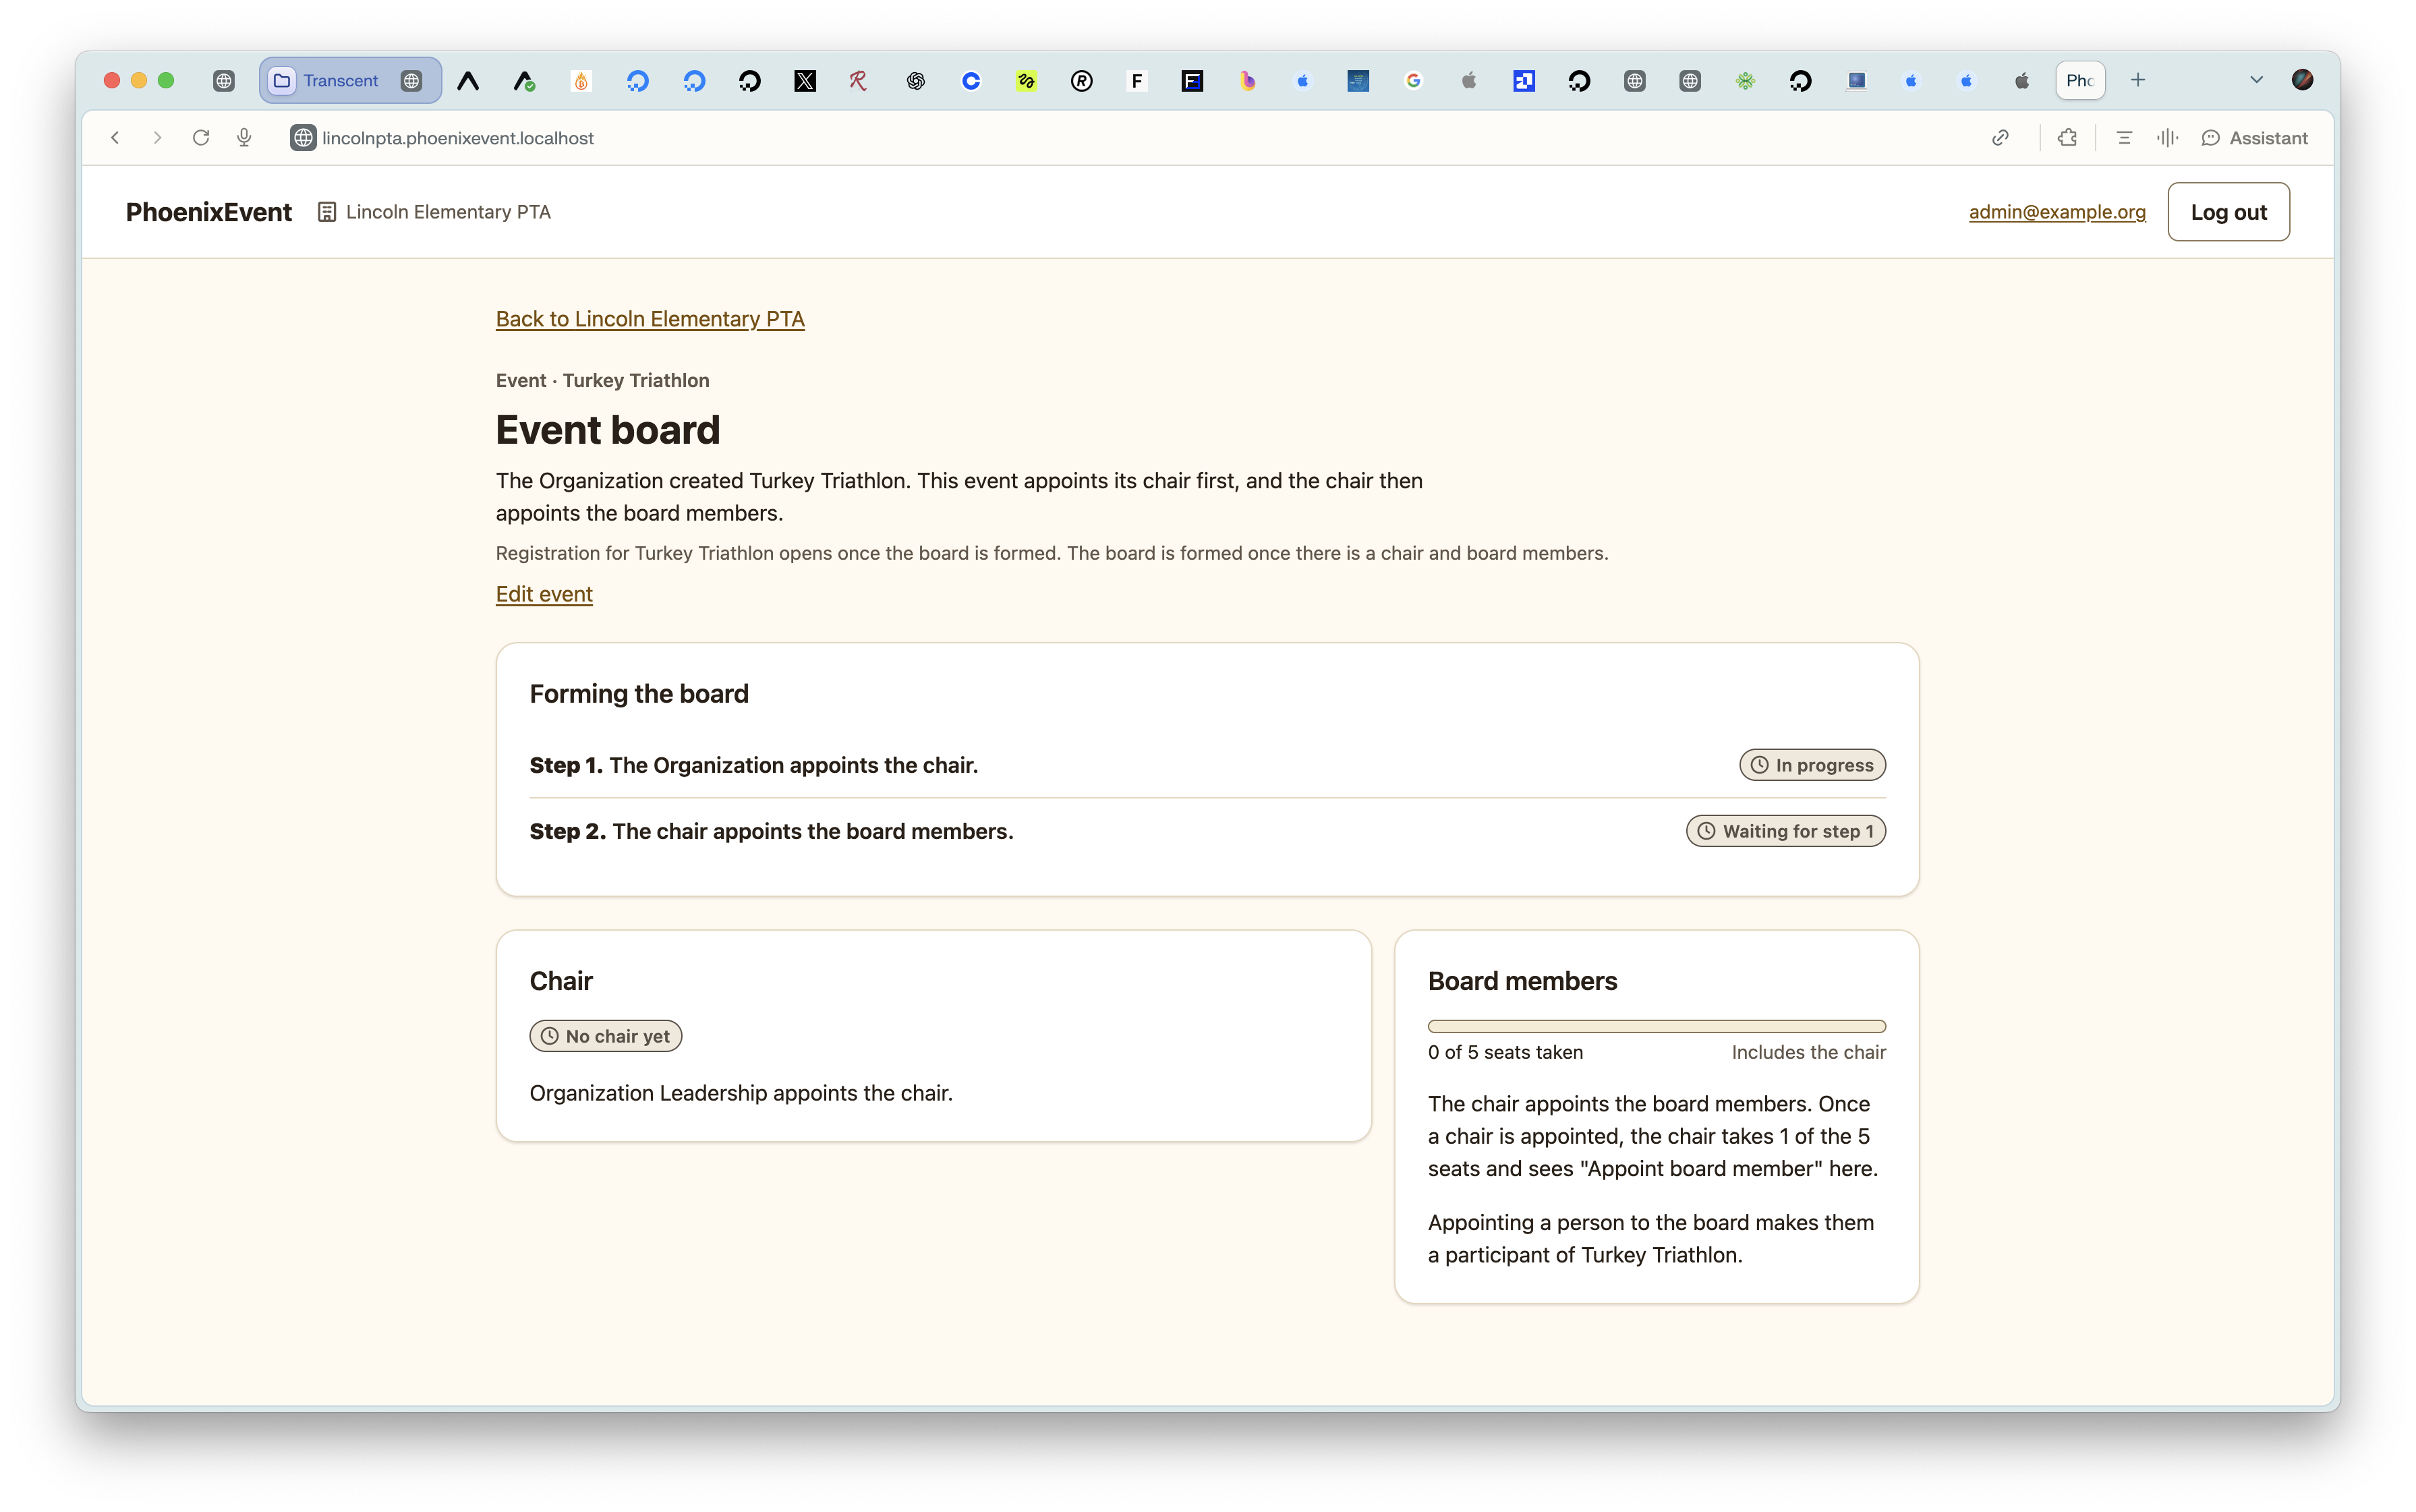 Transcent
Pho
lincolnpta.phoenixevent.localhost
Assistant
PhoenixEvent
Lincoln Elementary PTA
admin@example.org
Log out
Back to Lincoln Elementary PTA
Event · Turkey Triathlon
Event board
The Organization created Turkey Triathlon. This event appoints its chair first, and the chair then
appoints the board members.
Registration for Turkey Triathlon opens once the board is formed. The board is formed once there is a chair and board members.
Edit event
Forming the board
Step 1. The Organization appoints the chair.
In progress
Step 2. The chair appoints the board members.
Waiting for step 1
Chair
No chair yet
Organization Leadership appoints the chair.
Board members
0 of 5 seats taken
Includes the chair
The chair appoints the board members. Once
a chair is appointed, the chair takes 1 of the 5
seats and sees "Appoint board member" here.
Appointing a person to the board makes them
a participant of Turkey Triathlon.